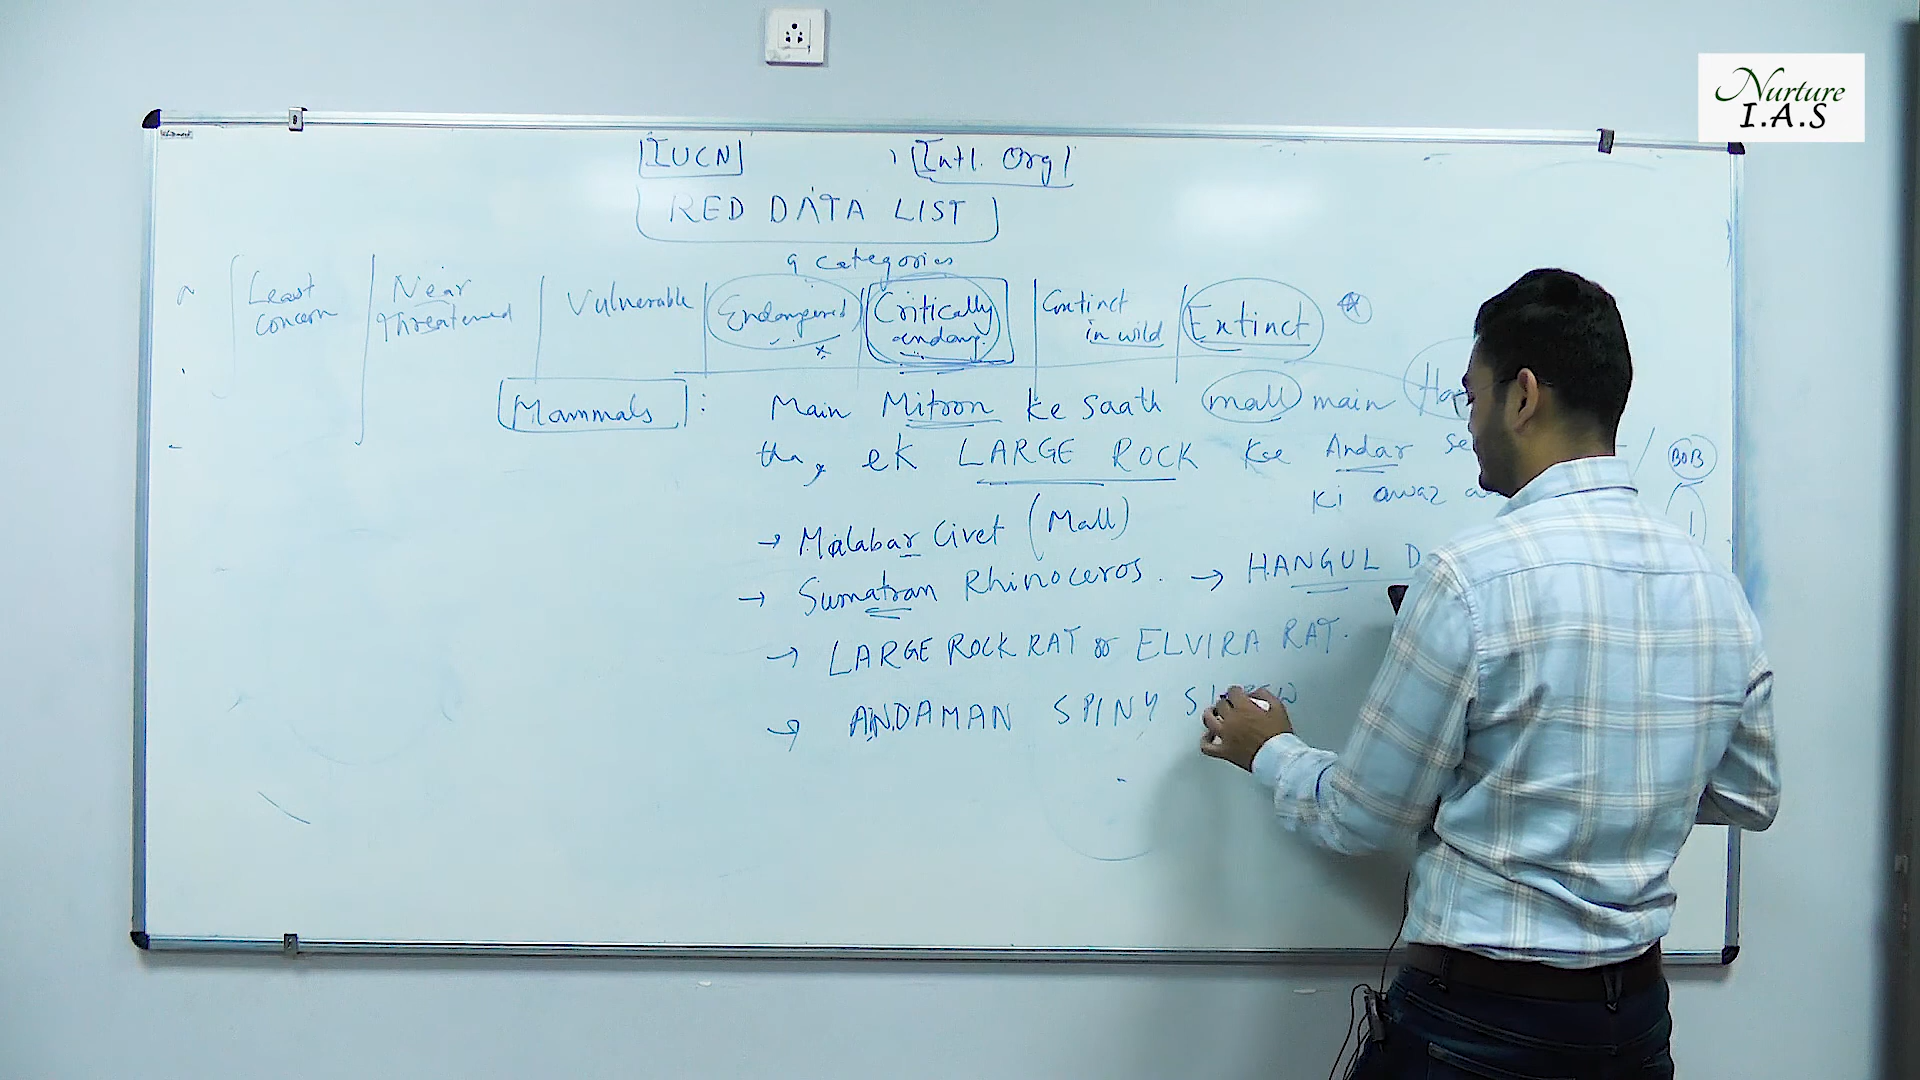 Nurture
I.A.S
IUCN
Intl. Org
RED DATA LIST
9 categories
Least Concern
Near threatened
Vulnerable
Endangered
Critically endang.
Extinct in wild
Extinct
Mammals :
Main Mitron ke saath mall main
tha, ek LARGE ROCK Ke Andar se
BOB
Ki awaz
→ Malabar Civet (Mall)
→ Sumatran Rhinoceros. → HANGUL
→ LARGE ROCK RAT or ELVIRA RAT.
→ ANDAMAN SPINY